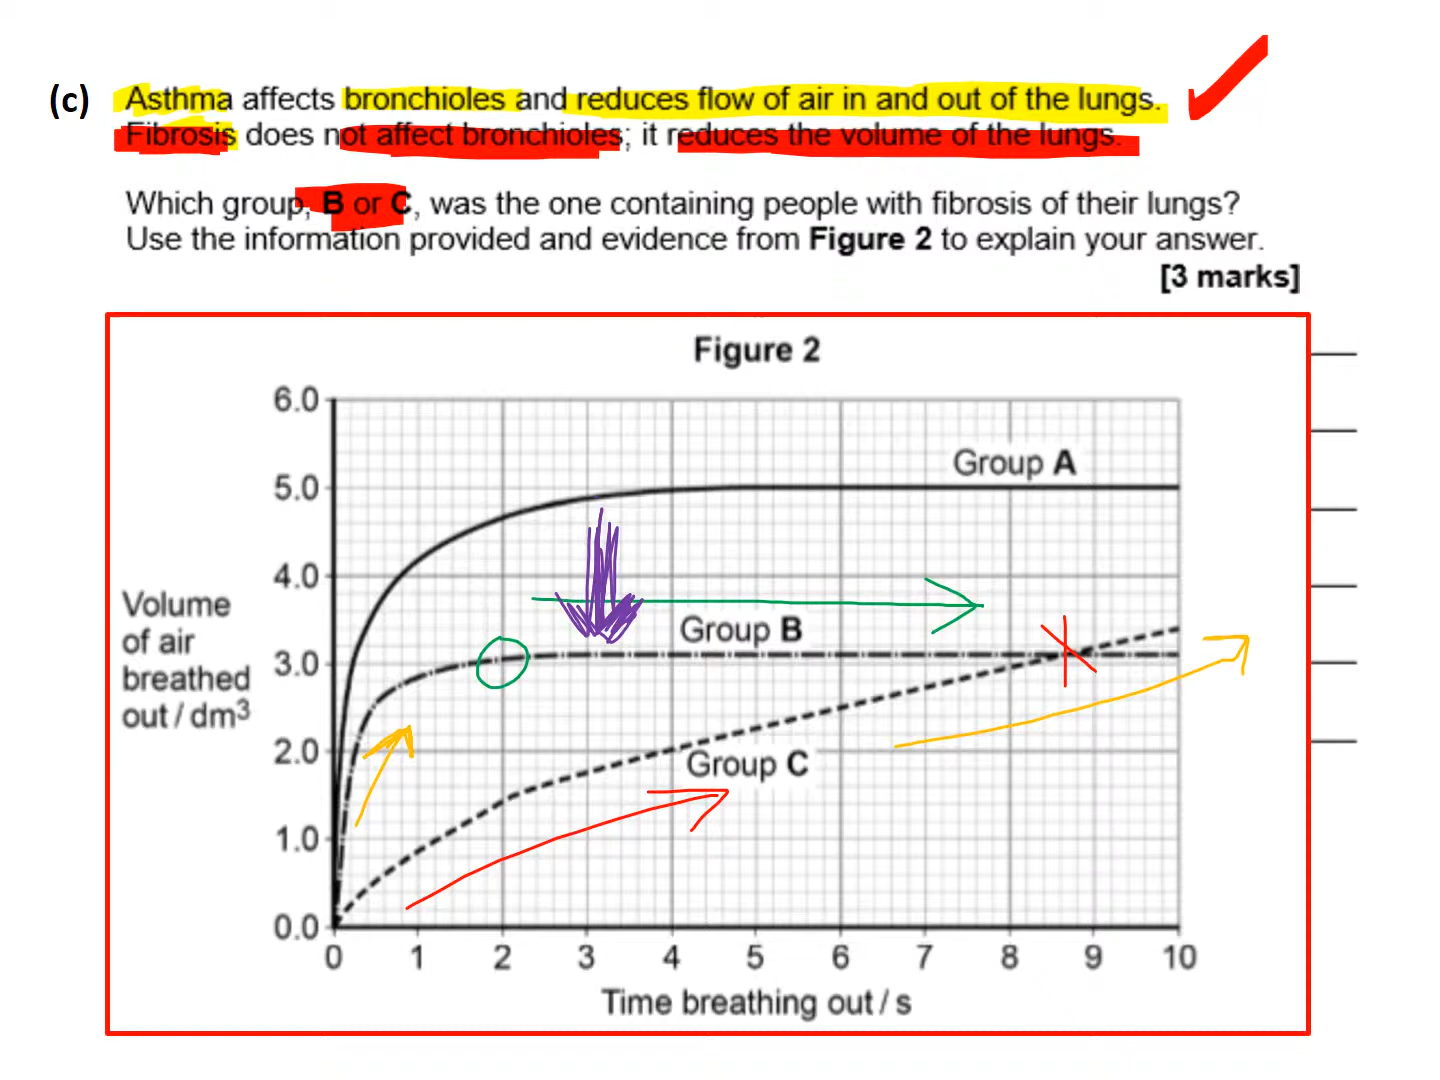 (c) Asthma affects bronchioles and reduces flow of air in and out of the lungs.
Fibrosis does not affect bronchioles; it reduces the volume of the lungs.
Which group, B or C, was the one containing people with fibrosis of their lungs?
Use the information provided and evidence from Figure 2 to explain your answer.
[3 marks]
Figure 2
6.0
5.0
4.0
3.0
2.0
1.0
0.0
Volume
of air
breathed
out / dm³
Group A
Group B
Group C
0 1 2 3 4 5 6 7 8 9 10
Time breathing out / s